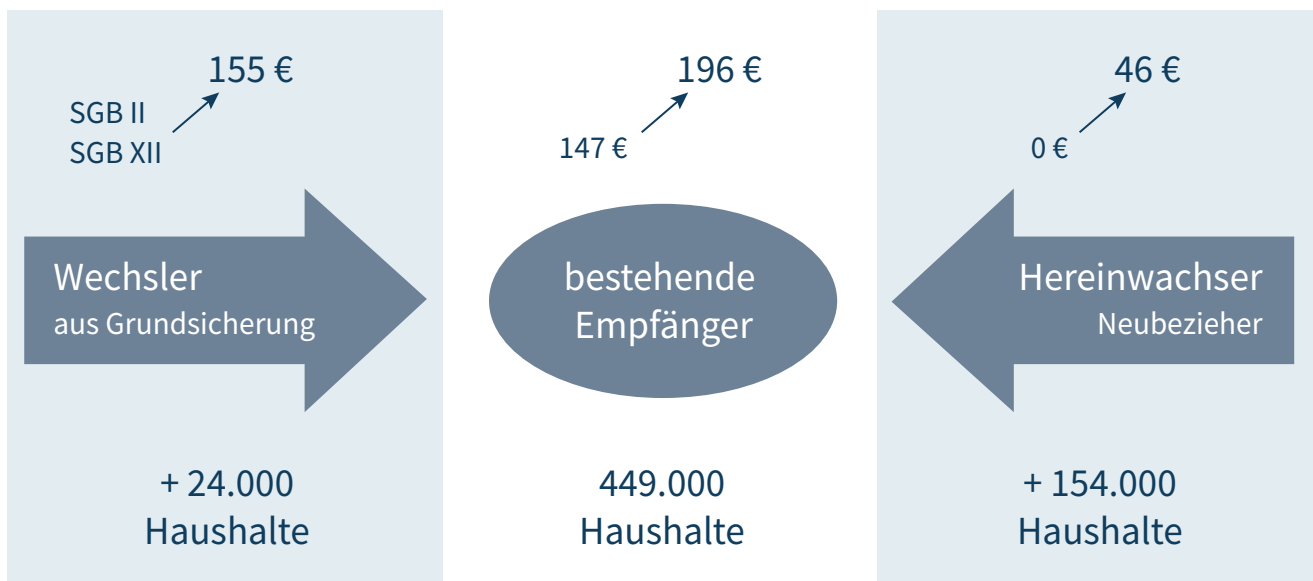 155 €
SGB II
SGB XII
Wechsler
aus Grundsicherung
+ 24.000
Haushalte
196 €
147 €
bestehende
Empfänger
449.000
Haushalte
46 €
0 €
Hereinwachser
Neubezieher
+ 154.000
Haushalte